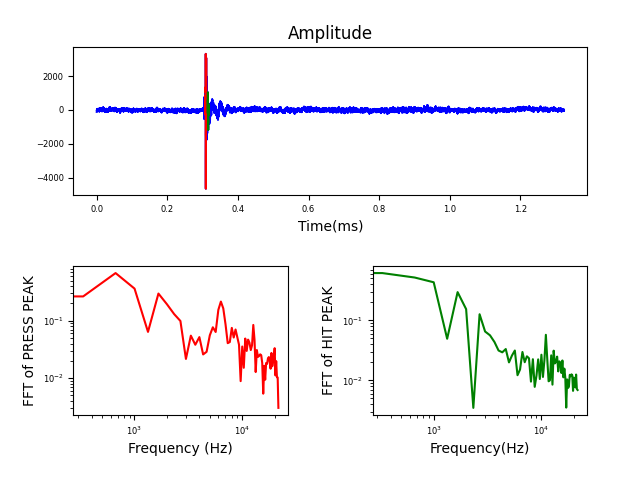 Amplitude
2000
0
−2000
−4000
0.0 0.2 0.4 0.6 0.8 1.0 1.2
Time(ms)
FFT of PRESS PEAK
10⁻¹
10⁻²
10³ 10⁴
Frequency (Hz)
FFT of HIT PEAK
10⁻¹
10⁻²
10³ 10⁴
Frequency(Hz)